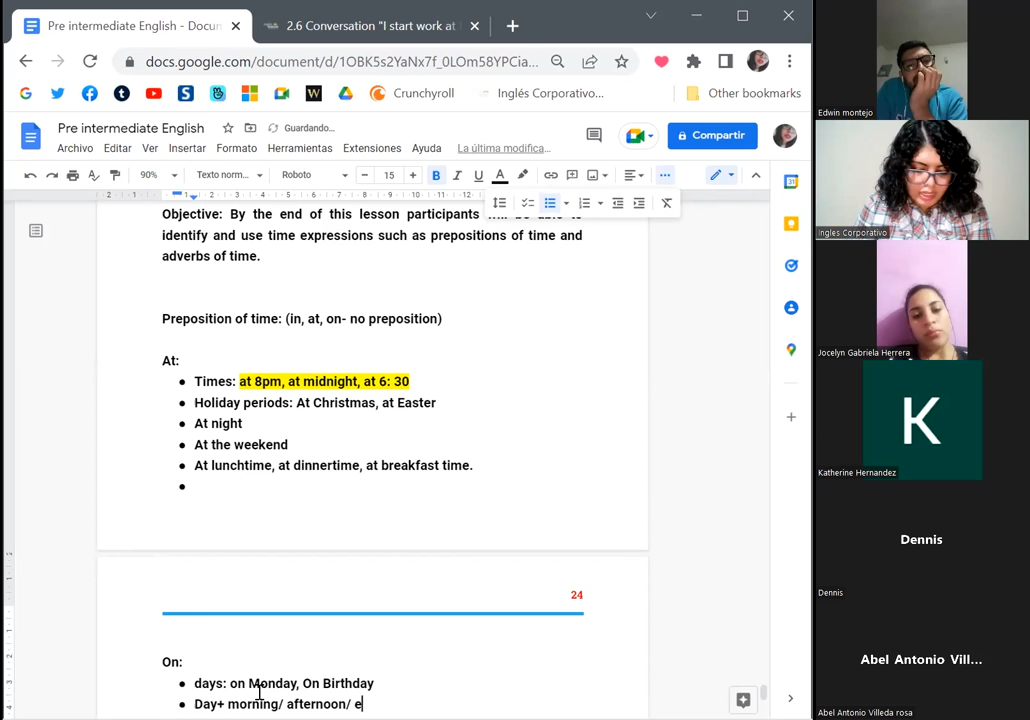 Pre intermediate English - Docun
2.6 Conversation "I start work at
docs.google.com/document/d/1OBK5s2YaNx7f_0LOm58YPCia...
Crunchyroll
Inglés Corporativo...
Other bookmarks
Pre intermediate English
Guardando...
Compartir
Archivo Editar Ver Insertar Formato Herramientas Extensiones Ayuda La última modifica...
90% Texto norm... Roboto 15
Objective: By the end of this lesson participants will be able to
identify and use time expressions such as prepositions of time and
adverbs of time.
Preposition of time: (in, at, on- no preposition)
At:
Times: at 8pm, at midnight, at 6: 30
Holiday periods: At Christmas, at Easter
At night
At the weekend
At lunchtime, at dinnertime, at breakfast time.
24
On:
days: on Monday, On Birthday
Day+ morning/ afternoon/ e
Edwin montejo
Ingles Corporativo
Jocelyn Gabriela Herrera
K
Katherine Hernandez
Dennis
Dennis
Abel Antonio Vill...
Abel Antonio Villeda rosa